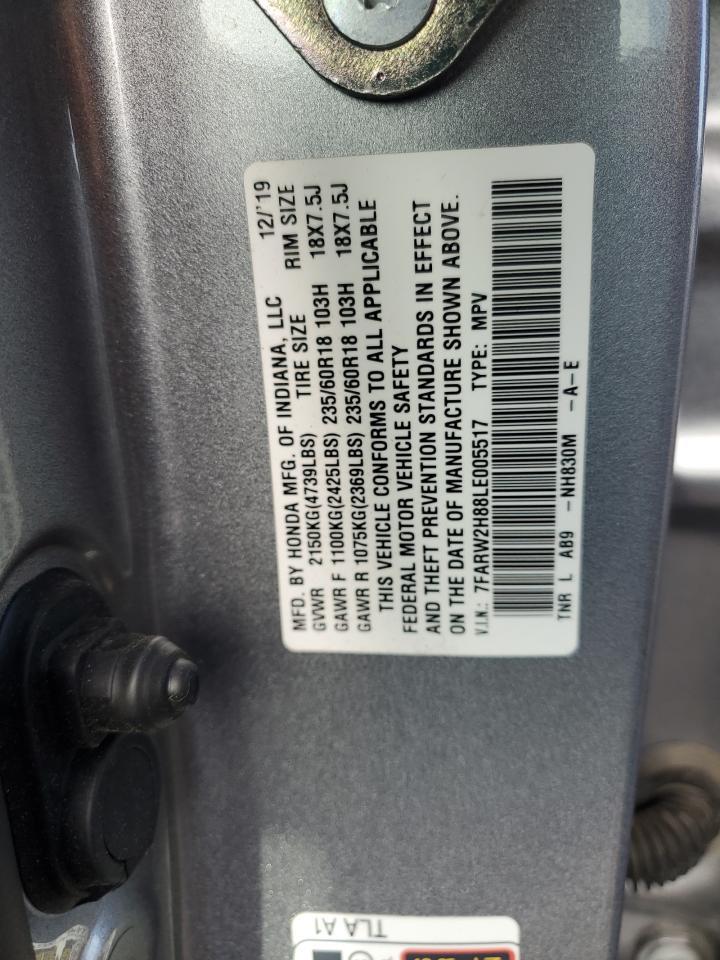 MFD. BY HONDA MFG. OF INDIANA, LLC 12/'19
GVWR 2150KG(4739LBS) TIRE SIZE RIM SIZE
GAWR F 1100KG(2425LBS) 235/60R18 103H 18X7.5J
GAWR R 1075KG(2369LBS) 235/60R18 103H 18X7.5J
THIS VEHICLE CONFORMS TO ALL APPLICABLE
FEDERAL MOTOR VEHICLE SAFETY
AND THEFT PREVENTION STANDARDS IN EFFECT
ON THE DATE OF MANUFACTURE SHOWN ABOVE.
V.I.N.: 7FARW2H88LE005517 TYPE: MPV
TNR L AB9 -NH830M -A-E
TLA A1